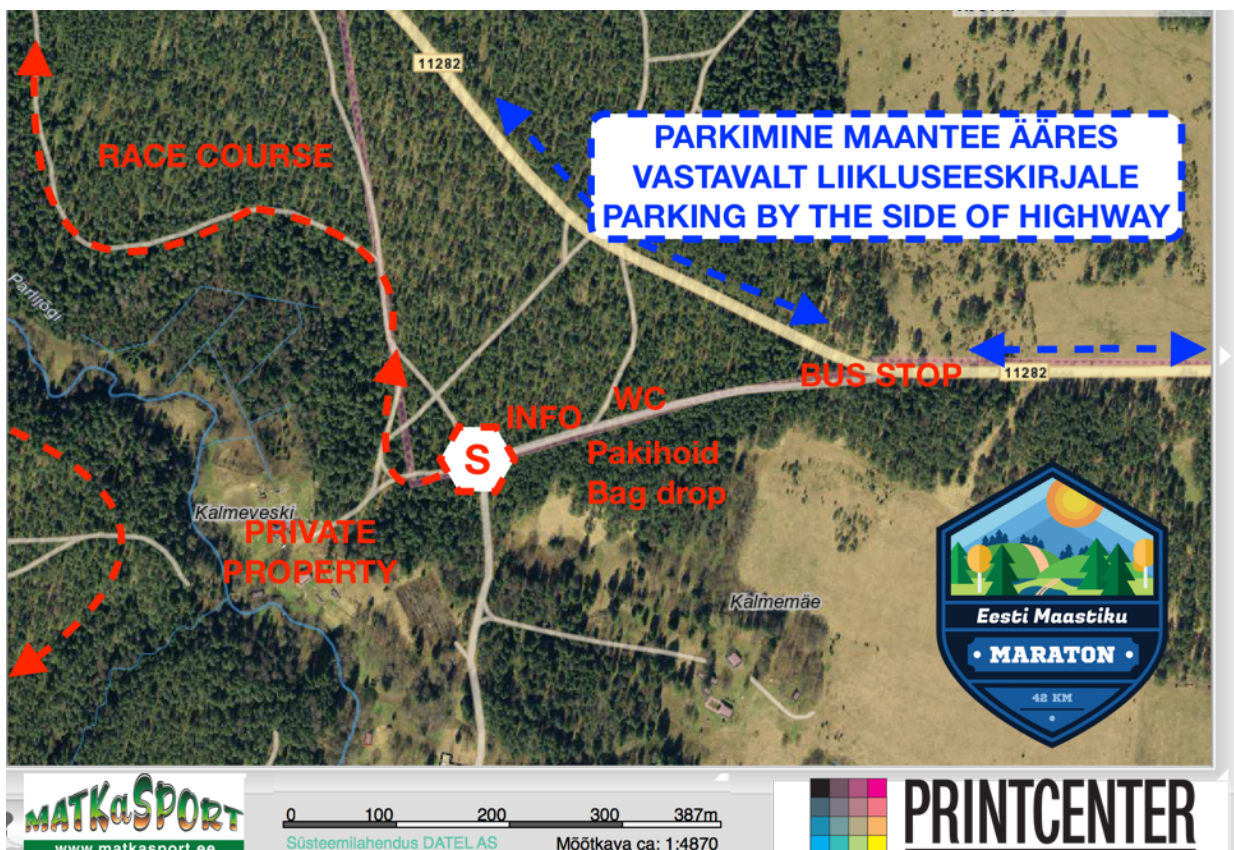 11282
PARKIMINE MAANTEE ÄÄRES
VASTAVALT LIIKLUSEESKIRJALE
PARKING BY THE SIDE OF HIGHWAY
RACE COURSE
Parlijõgi
BUS STOP
11282
INFO
WC
S
Pakihoid
Bag drop
Kalmeveski
PRIVATE
PROPERTY
Kalmemäe
Eesti Maastiku
• MARATON •
42 KM
MATKaSPORT
www.matkasport.ee
0 100 200 300 387m
Süsteemilahendus DATEL AS
Mõõtkava ca: 1:4870
PRINTCENTER